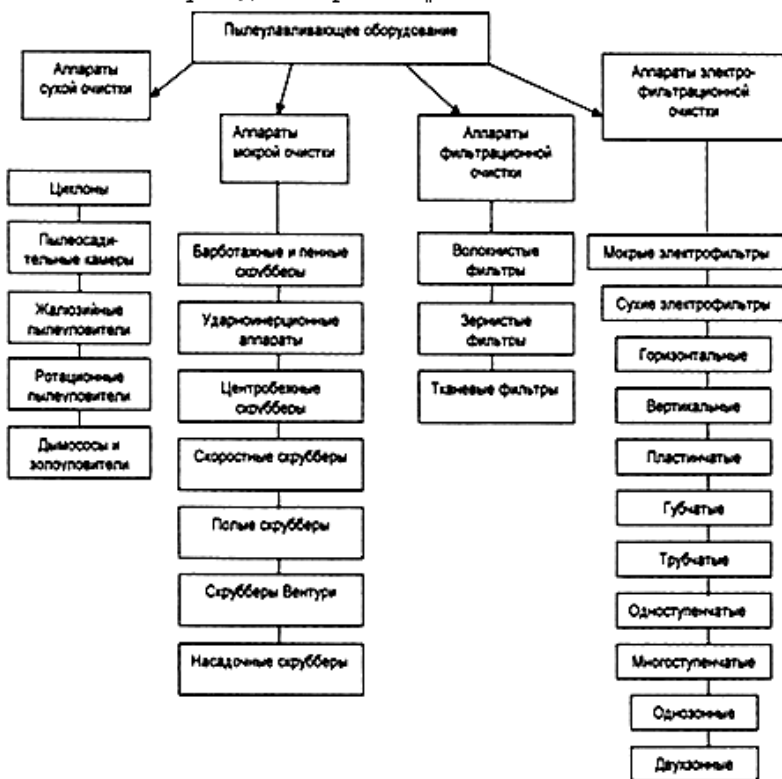 Пылеулавливающее оборудование
Аппараты
сухой очистки
Аппараты
мокрой очистки
Аппараты
фильтрационной
очистки
Аппараты электро-
фильтрационной
очистки
Циклоны
Пылеосади-
тельные камеры
Жалюзийные
пылеуловители
Ротационные
пылеуловители
Дымососы и
золоуловители
Барботажные и пенные
скрубберы
Ударноинерционные
аппараты
Центробежные
скрубберы
Скоростные скрубберы
Полые скрубберы
Скрубберы Вентури
Насадочные скрубберы
Волокнистые
фильтры
Зернистые
фильтры
Тканевые фильтры
Мокрые электрофильтры
Сухие электрофильтры
Горизонтальные
Вертикальные
Пластинчатые
Губчатые
Трубчатые
Одноступенчатые
Многоступенчатые
Однозонные
Двухзонные